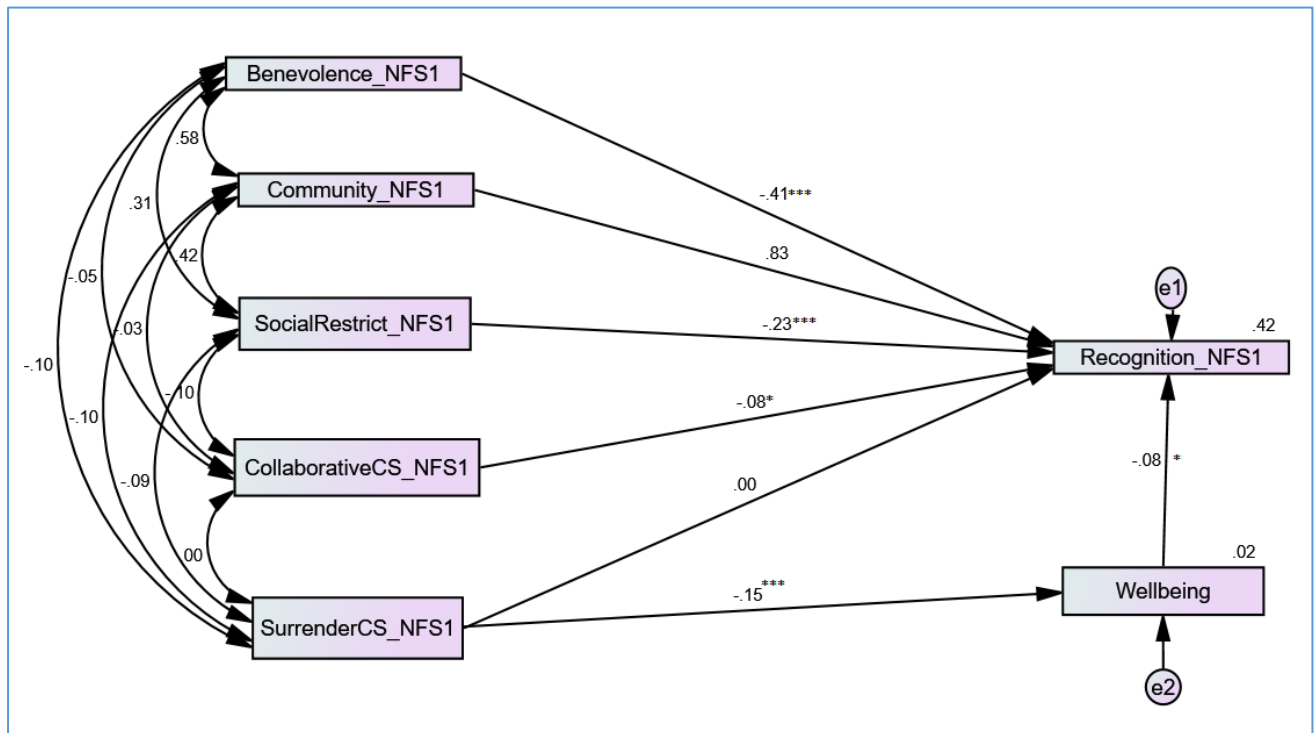 Benevolence_NFS1
.58
Community_NFS1
-.41***
.31
.83
.42
e1
-.05
SocialRestrict_NFS1
-.23***
.42
-.03
Recognition_NFS1
-.10
-.10
-.08*
-.10
CollaborativeCS_NFS1
-.08 *
-.09
.00
.00
.02
-.15***
Wellbeing
SurrenderCS_NFS1
e2